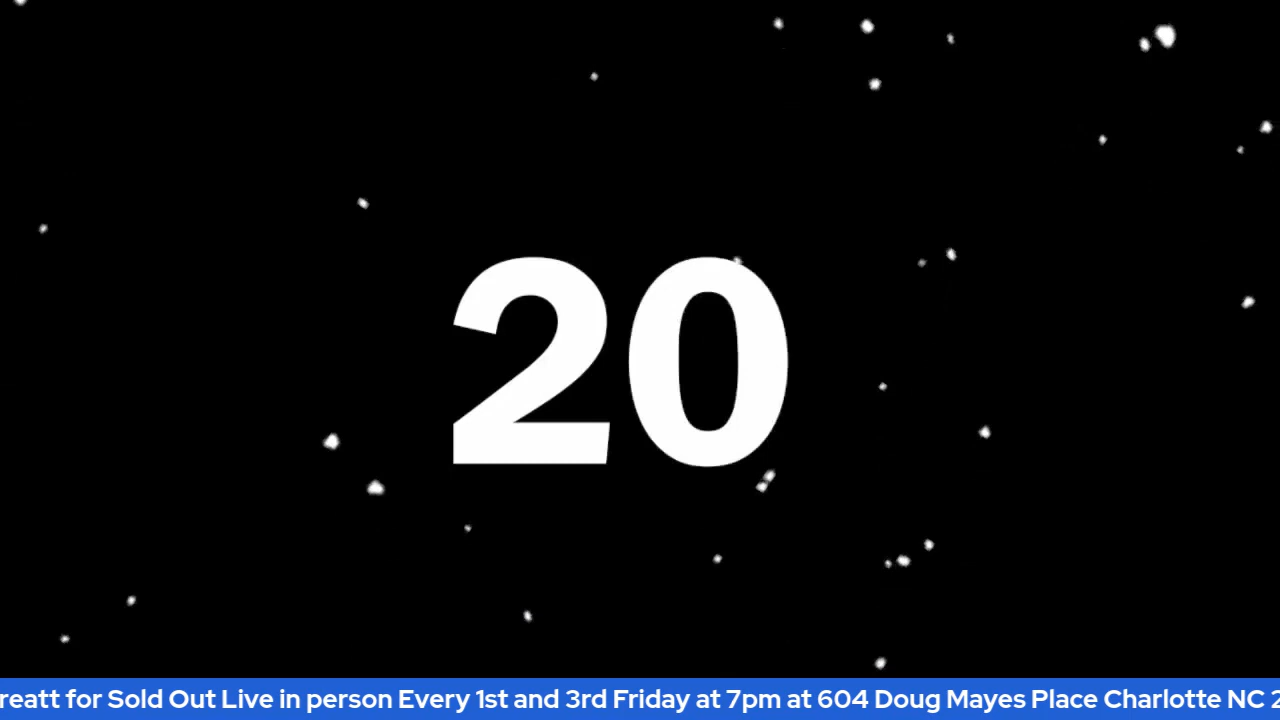 20
reatt for Sold Out Live in person Every 1st and 3rd Friday at 7pm at 604 Doug Mayes Place Charlotte NC